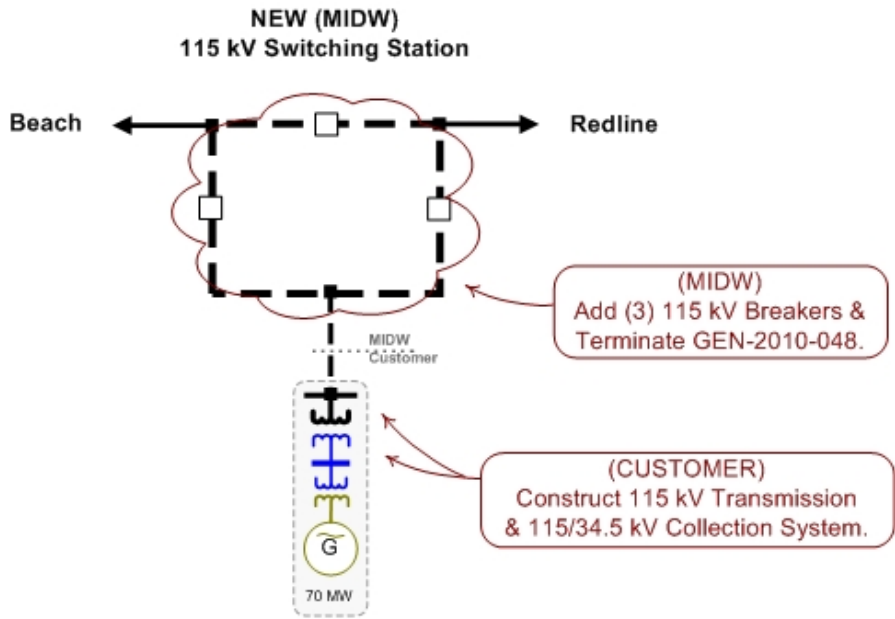 NEW (MIDW)
115 kV Switching Station
Beach
Redline
(MIDW)
Add (3) 115 kV Breakers &
Terminate GEN-2010-048.
MIDW
Customer
(CUSTOMER)
Construct 115 kV Transmission
& 115/34.5 kV Collection System.
G
70 MW